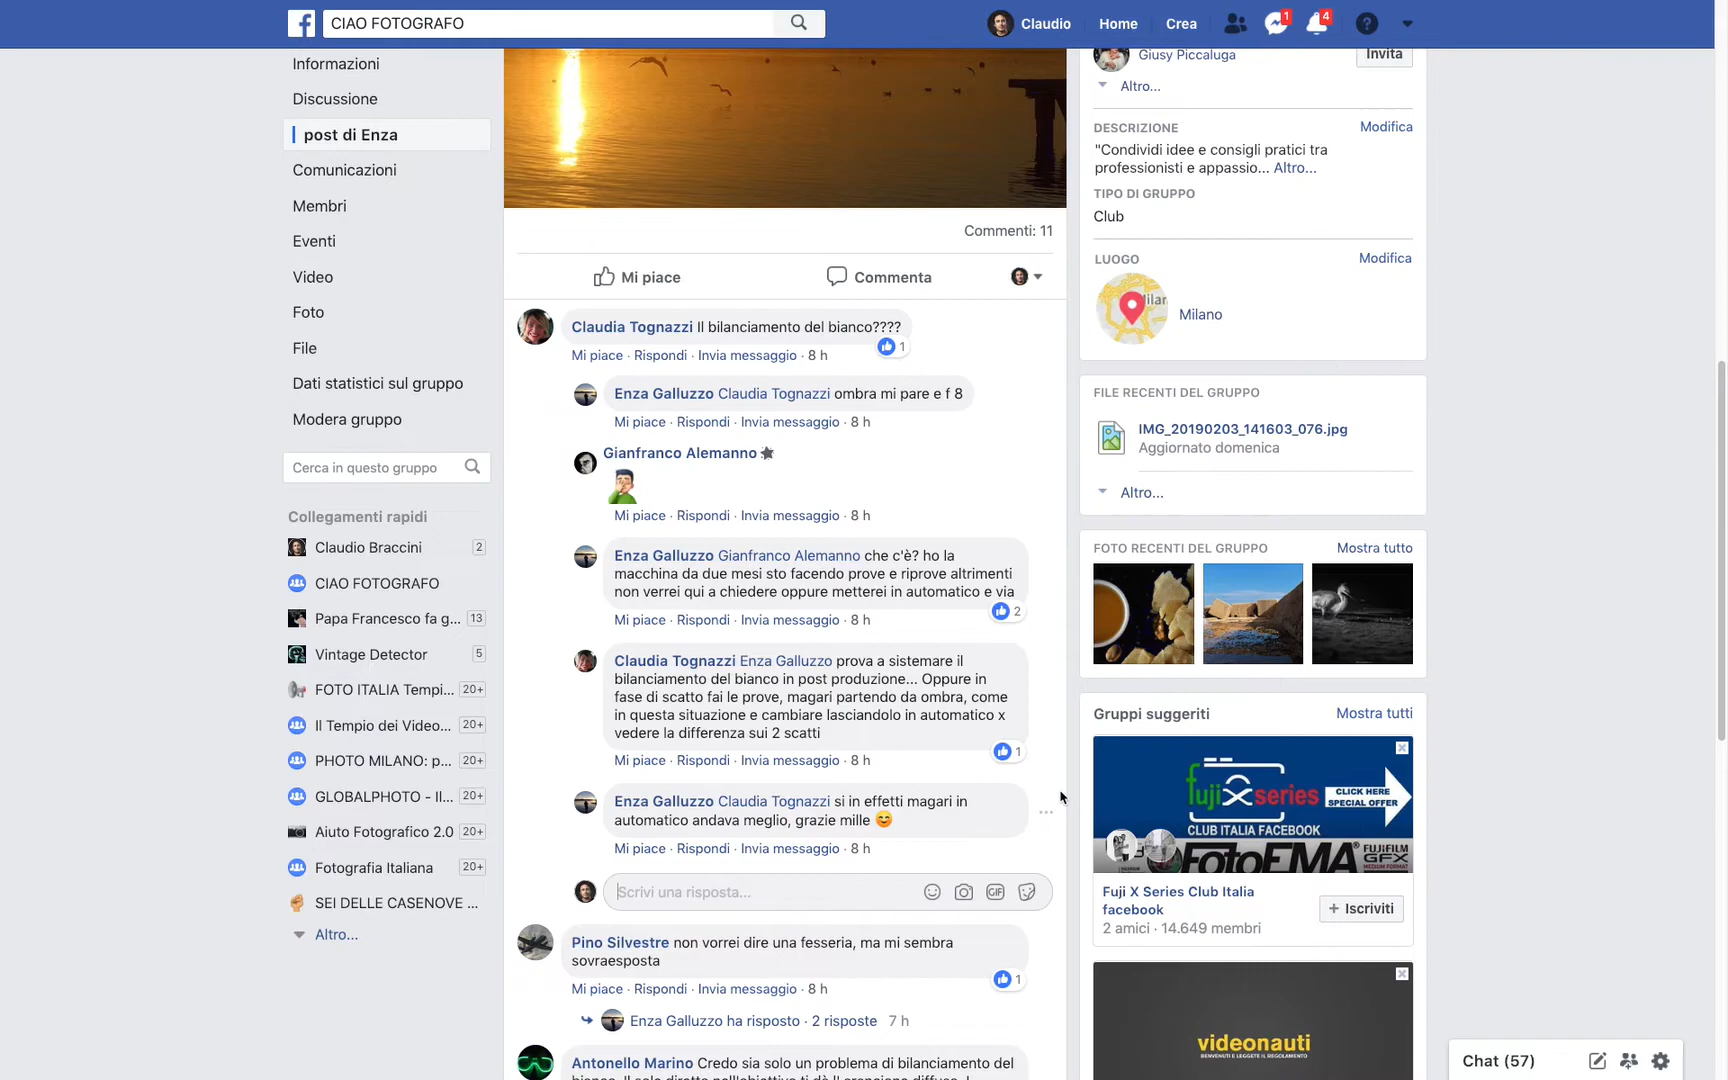 CIAO FOTOGRAFO
Claudio
Home
Crea
1
4
Informazioni
Discussione
post di Enza
Comunicazioni
Membri
Eventi
Video
Foto
File
Dati statistici sul gruppo
Modera gruppo
Cerca in questo gruppo
Collegamenti rapidi
Claudio Braccini 2
CIAO FOTOGRAFO
Papa Francesco fa g... 13
Vintage Detector 5
FOTO ITALIA Tempi... 20+
Il Tempio dei Video... 20+
PHOTO MILANO: p... 20+
GLOBALPHOTO - Il... 20+
Aiuto Fotografico 2.0 20+
Fotografia Italiana 20+
SEI DELLE CASENOVE ...
Altro...
Commenti: 11
Mi piace
Commenta
Claudia Tognazzi Il bilanciamento del bianco????
1
Mi piace · Rispondi · Invia messaggio · 8 h
Enza Galluzzo Claudia Tognazzi ombra mi pare e f 8
Mi piace · Rispondi · Invia messaggio · 8 h
Gianfranco Alemanno
Mi piace · Rispondi · Invia messaggio · 8 h
Enza Galluzzo Gianfranco Alemanno che c'è? ho la
macchina da due mesi sto facendo prove e riprove altrimenti
non verrei qui a chiedere oppure metterei in automatico e via
2
Mi piace · Rispondi · Invia messaggio · 8 h
Claudia Tognazzi Enza Galluzzo prova a sistemare il
bilanciamento del bianco in post produzione... Oppure in
fase di scatto fai le prove, magari partendo da ombra, come
in questa situazione e cambiare lasciandolo in automatico x
vedere la differenza sui 2 scatti
1
Mi piace · Rispondi · Invia messaggio · 8 h
Enza Galluzzo Claudia Tognazzi si in effetti magari in
automatico andava meglio, grazie mille 😊
Mi piace · Rispondi · Invia messaggio · 8 h
Scrivi una risposta...
GIF
Pino Silvestre non vorrei dire una fesseria, ma mi sembra
sovraesposta
1
Mi piace · Rispondi · Invia messaggio · 8 h
Enza Galluzzo ha risposto · 2 risposte 7 h
Antonello Marino Credo sia solo un problema di bilanciamento del
Giusy Piccaluga
Invita
Altro...
DESCRIZIONE
Modifica
"Condividi idee e consigli pratici tra
professionisti e appassio... Altro...
TIPO DI GRUPPO
Club
LUOGO
Modifica
Milano
FILE RECENTI DEL GRUPPO
IMG_20190203_141603_076.jpg
Aggiornato domenica
Altro...
FOTO RECENTI DEL GRUPPO
Mostra tutto
Gruppi suggeriti
Mostra tutti
fujiXseries
CLICK HERE
SPECIAL OFFER
CLUB ITALIA FACEBOOK
FotoEMA
FUJIFILM
GFX
MEDIUM FORMAT
Fuji X Series Club Italia
facebook
2 amici · 14.649 membri
+ Iscriviti
videonauti
BENVENUTI E LEGGETE IL REGOLAMENTO
Chat (57)